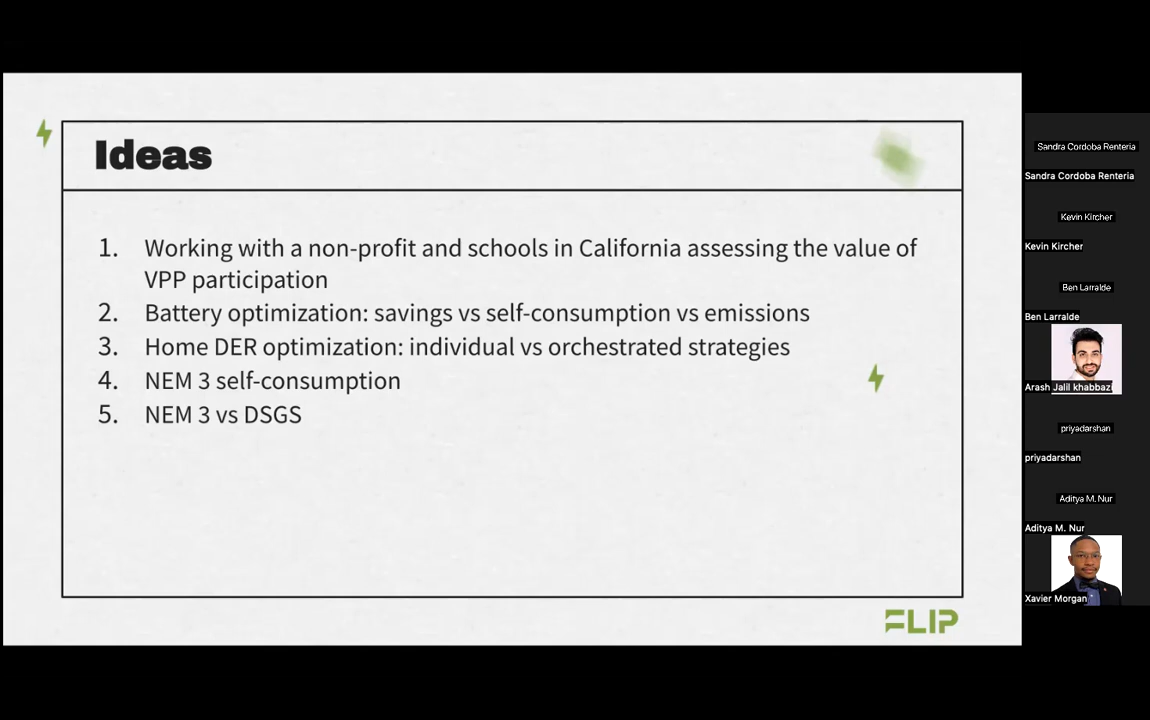 Ideas
1. Working with a non-profit and schools in California assessing the value of
VPP participation
2. Battery optimization: savings vs self-consumption vs emissions
3. Home DER optimization: individual vs orchestrated strategies
4. NEM 3 self-consumption
5. NEM 3 vs DSGS
FLIP
Sandra Cordoba Renteria
Sandra Cordoba Renteria
Kevin Kircher
Kevin Kircher
Ben Larralde
Ben Larralde
Arash Jalil khabbazi
priyadarshan
priyadarshan
Aditya M. Nur
Aditya M. Nur
Xavier Morgan